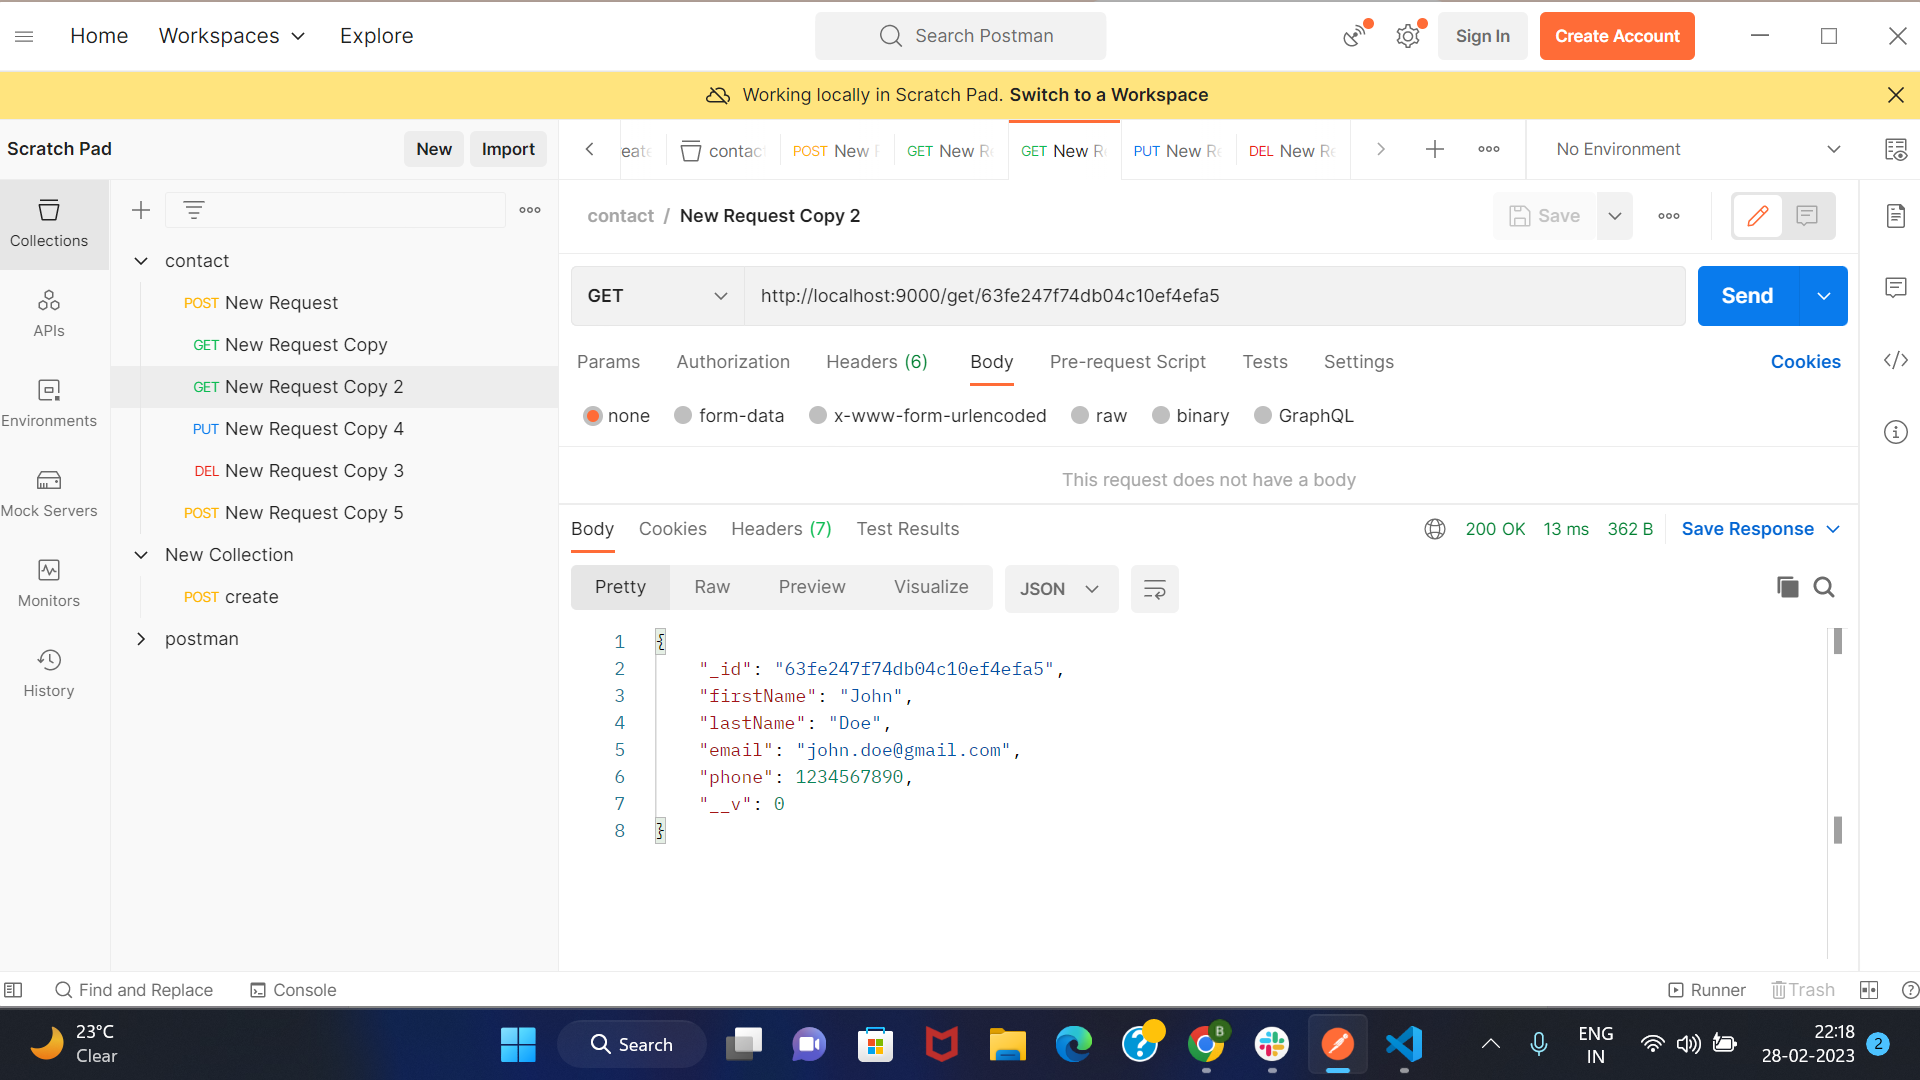 Home Workspaces Explore Search Postman Sign In Create Account
Working locally in Scratch Pad. Switch to a Workspace
Scratch Pad New Import
contac POST New GET New Re GET New R PUT New Re DEL New Re No Environment
contact / New Request Copy 2 Save
GET http://localhost:9000/get/63fe247f74db04c10ef4efa5 Send
Params Authorization Headers (6) Body Pre-request Script Tests Settings Cookies
none form-data x-www-form-urlencoded raw binary GraphQL
This request does not have a body
Collections
APIs
Environments
Mock Servers
Monitors
History
contact
POST New Request
GET New Request Copy
GET New Request Copy 2
PUT New Request Copy 4
DEL New Request Copy 3
POST New Request Copy 5
New Collection
POST create
postman
Body Cookies Headers (7) Test Results 200 OK 13 ms 362 B Save Response
Pretty Raw Preview Visualize JSON
1 {
2 "_id": "63fe247f74db04c10ef4efa5",
3 "firstName": "John",
4 "lastName": "Doe",
5 "email": "john.doe@gmail.com",
6 "phone": 1234567890,
7 "__v": 0
8 }
Find and Replace Console Runner Trash
23°C
Clear
Search
B
ENG
IN
22:18
28-02-2023
2